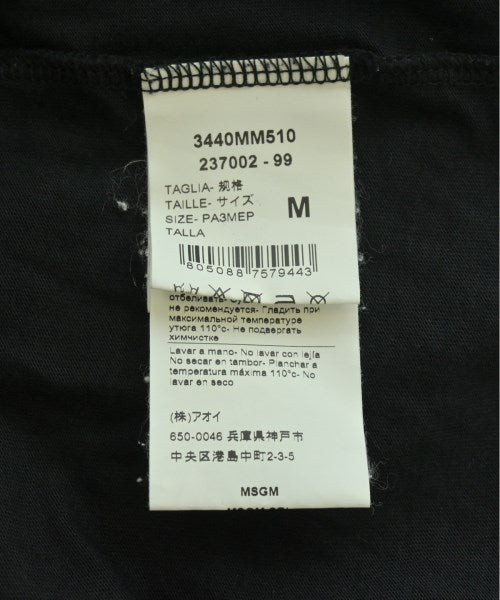 3440MM510
237002 - 99
TAGLIA- 规格
TAILLE- サイズ
SIZE- РАЗМЕР
TALLA
M
8050887579443
не рекомендуется- Гладить при
максимальной температуре
утюга 110°с- Не подвергать
химчистке
Lavar a mano- No lavar con lejía
No secar en tambor- Planchar a
temperatura máxima 110°c- No
lavar en seco
(株)アオイ
650-0046 兵庫県神戸市
中央区港島中町2-3-5
MSGM